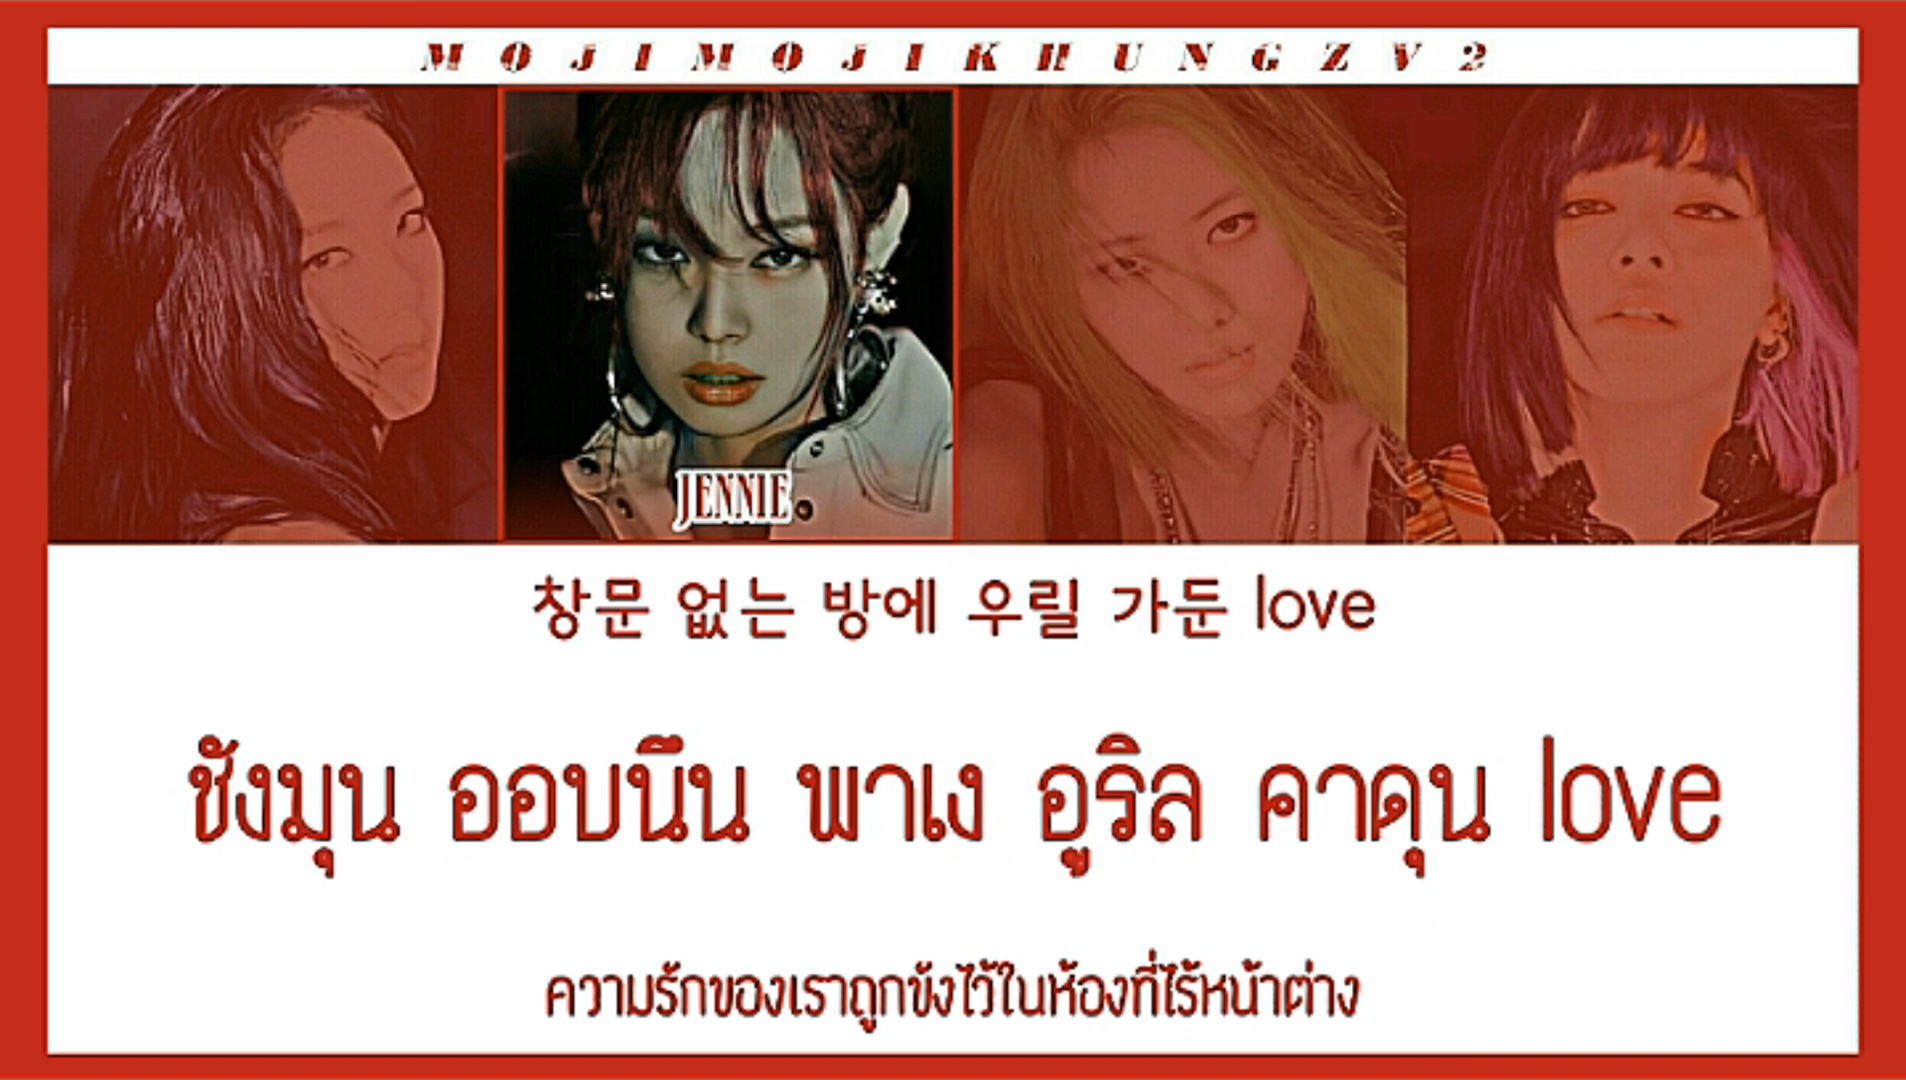 MOJIMOJIKHUNGZV2
JENNIE
창문 없는 방에 우릴 가둔 love
ชังมุน ออบนึน พาเง อูริล คาดุน love
ความรักของเราถูกขังไว้ในห้องที่ไร้หน้าต่าง